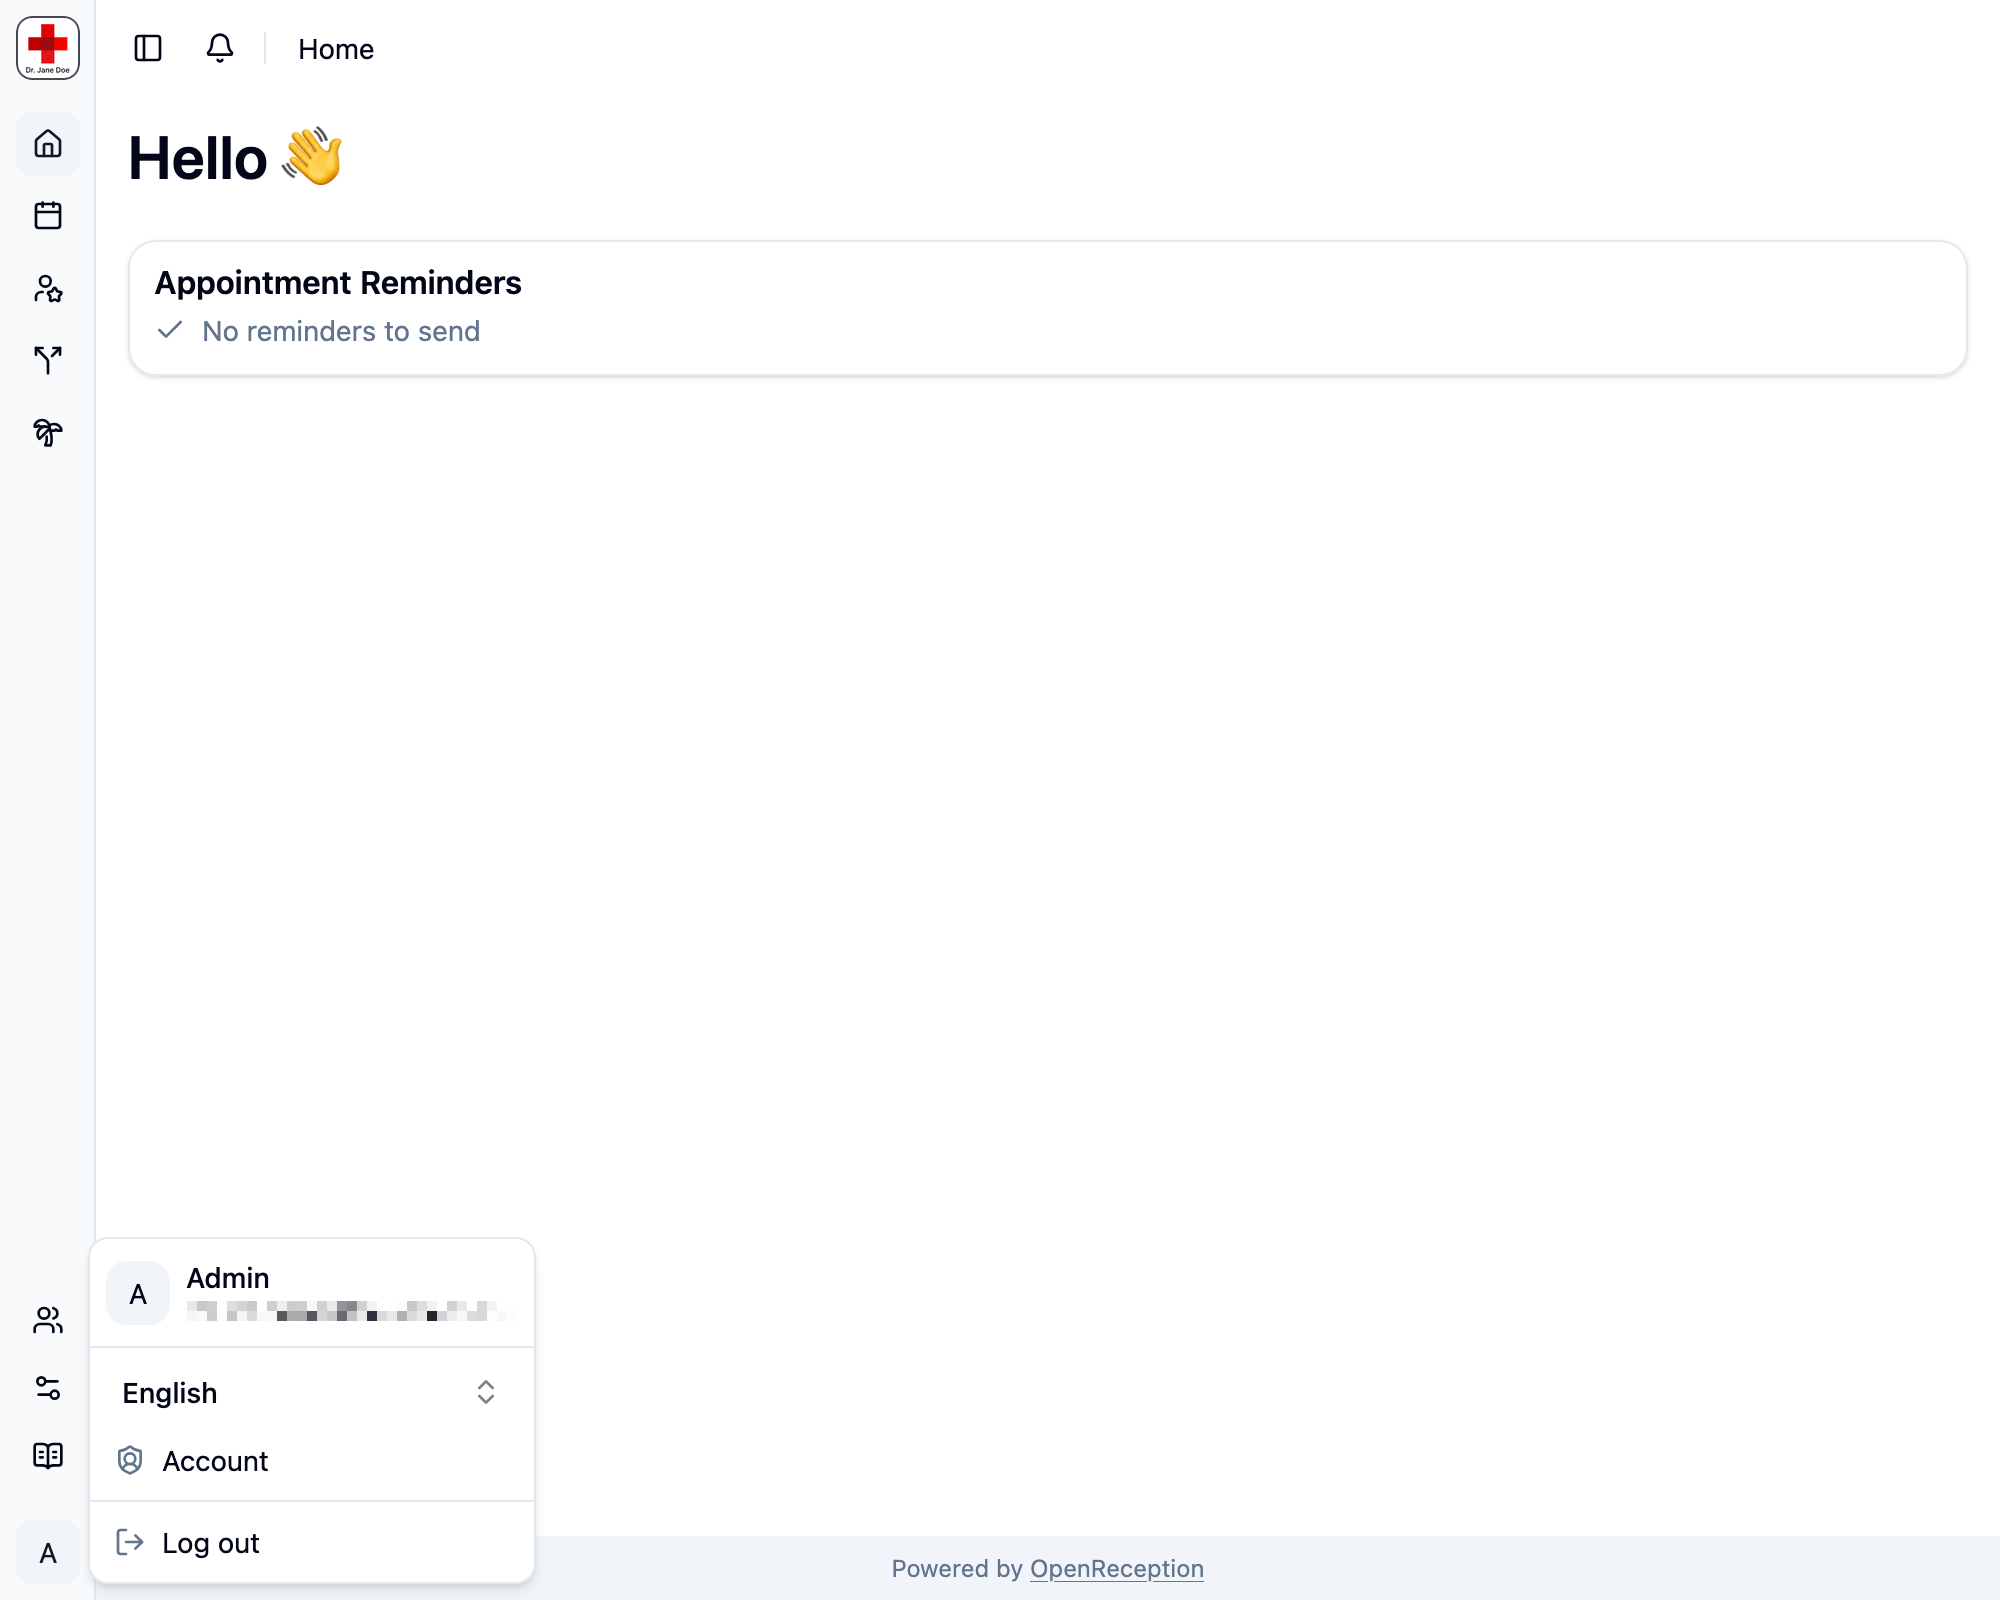 Dr. Jane Doe
Home
Hello 👋
Appointment Reminders
No reminders to send
A
Admin
English
Account
Log out
A
Powered by OpenReception